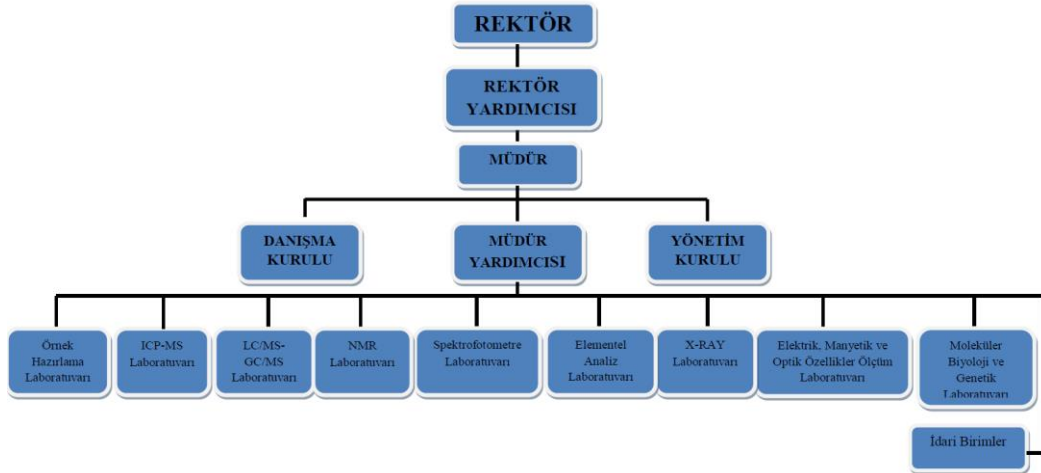 REKTÖR
REKTÖR
YARDIMCISI
MÜDÜR
DANIŞMA
KURULU
MÜDÜR
YARDIMCISI
YÖNETİM
KURULU
Örnek
Hazırlama
Laboratuvarı
ICP-MS
Laboratuvarı
LC/MS-
GC/MS
Laboratuvarı
NMR
Laboratuvarı
Spektrofotometre
Laboratuvarı
Elementel
Analiz
Laboratuvarı
X-RAY
Laboratuvarı
Elektrik, Manyetik ve
Optik Özellikler Ölçüm
Laboratuvarı
Moleküler
Biyoloji ve
Genetik
Laboratuvarı
İdari Birimler